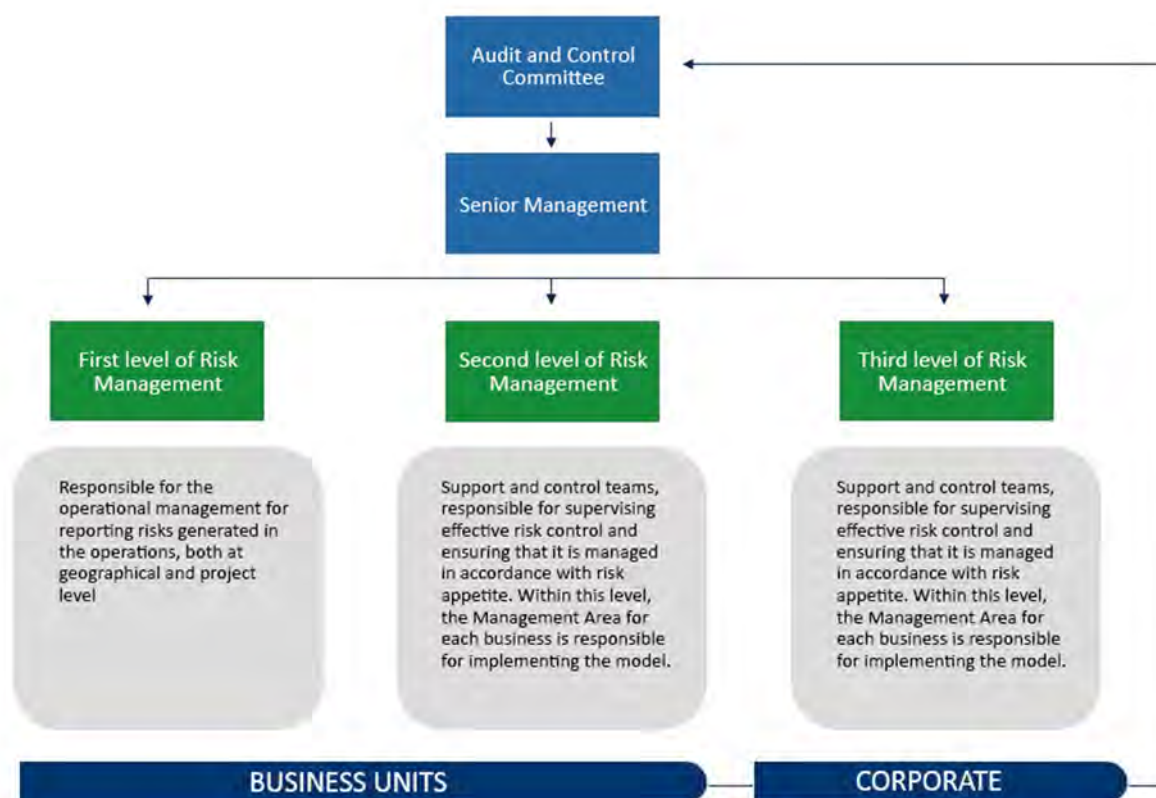 Audit and Control
Committee
Senior Management
First level of Risk
Management
Second level of Risk
Management
Third level of Risk
Management
Responsible for the
operational management for
reporting risks generated in
the operations, both at
geographical and project
level
Support and control teams,
responsible for supervising
effective risk control and
ensuring that it is managed
in accordance with risk
appetite. Within this level,
the Management Area for
each business is responsible
for implementing the model.
Support and control teams,
responsible for supervising
effective risk control and
ensuring that it is managed
in accordance with risk
appetite. Within this level,
the Management Area for
each business is responsible
for implementing the model.
BUSINESS UNITS
CORPORATE